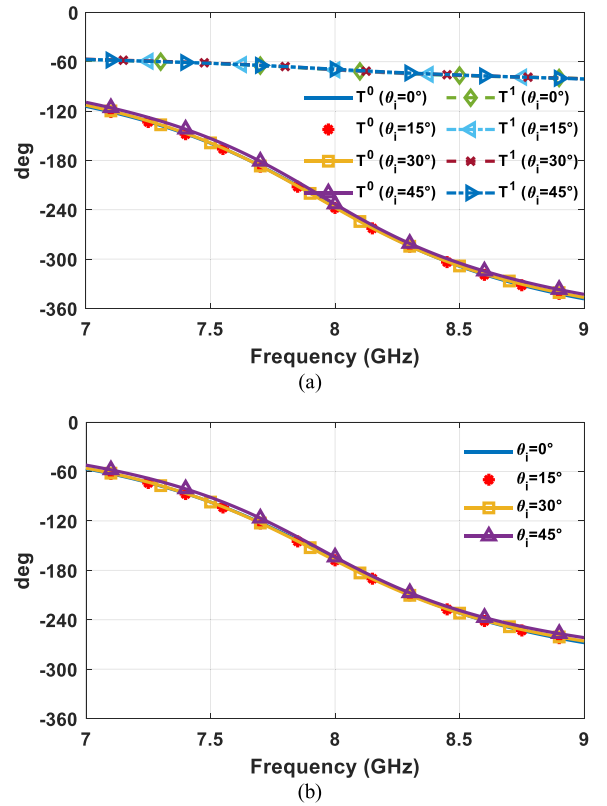 0
-60
-120
-180
-240
-300
-360
deg
T⁰ (θᵢ=0°) T¹ (θᵢ=0°)
T⁰ (θᵢ=15°) T¹ (θᵢ=15°)
T⁰ (θᵢ=30°) T¹ (θᵢ=30°)
T⁰ (θᵢ=45°) T¹ (θᵢ=45°)
7 7.5 8 8.5 9
Frequency (GHz)
(a)
0
-60
-120
-180
-240
-300
-360
deg
θᵢ=0°
θᵢ=15°
θᵢ=30°
θᵢ=45°
7 7.5 8 8.5 9
Frequency (GHz)
(b)